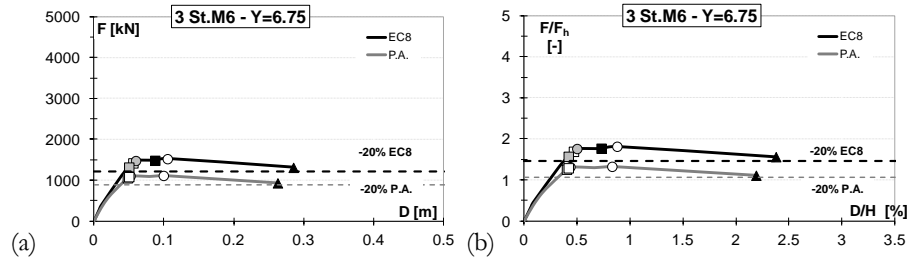 3 St.M6 - Y=6.75
F [kN]
5000
4000
3000
2000
1000
0
EC8
P.A.
-20% EC8
-20% P.A.
D [m]
0
0.1
0.2
0.3
0.4
0.5
(a)
3 St.M6 - Y=6.75
F/Fh
[-]
5
4
3
2
1
0
EC8
P.A.
-20% EC8
-20% P.A.
D/H [%]
0
0.5
1
1.5
2
2.5
3
3.5
(b)